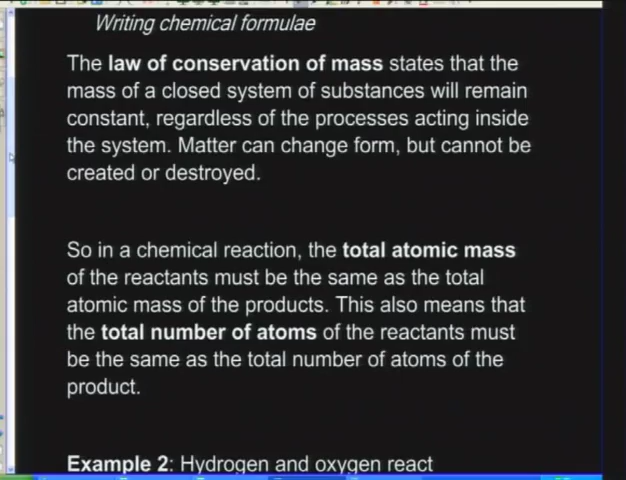 Writing chemical formulae
The law of conservation of mass states that the
mass of a closed system of substances will remain
constant, regardless of the processes acting inside
the system. Matter can change form, but cannot be
created or destroyed.
So in a chemical reaction, the total atomic mass
of the reactants must be the same as the total
atomic mass of the products. This also means that
the total number of atoms of the reactants must
be the same as the total number of atoms of the
product.
Example 2: Hydrogen and oxygen react